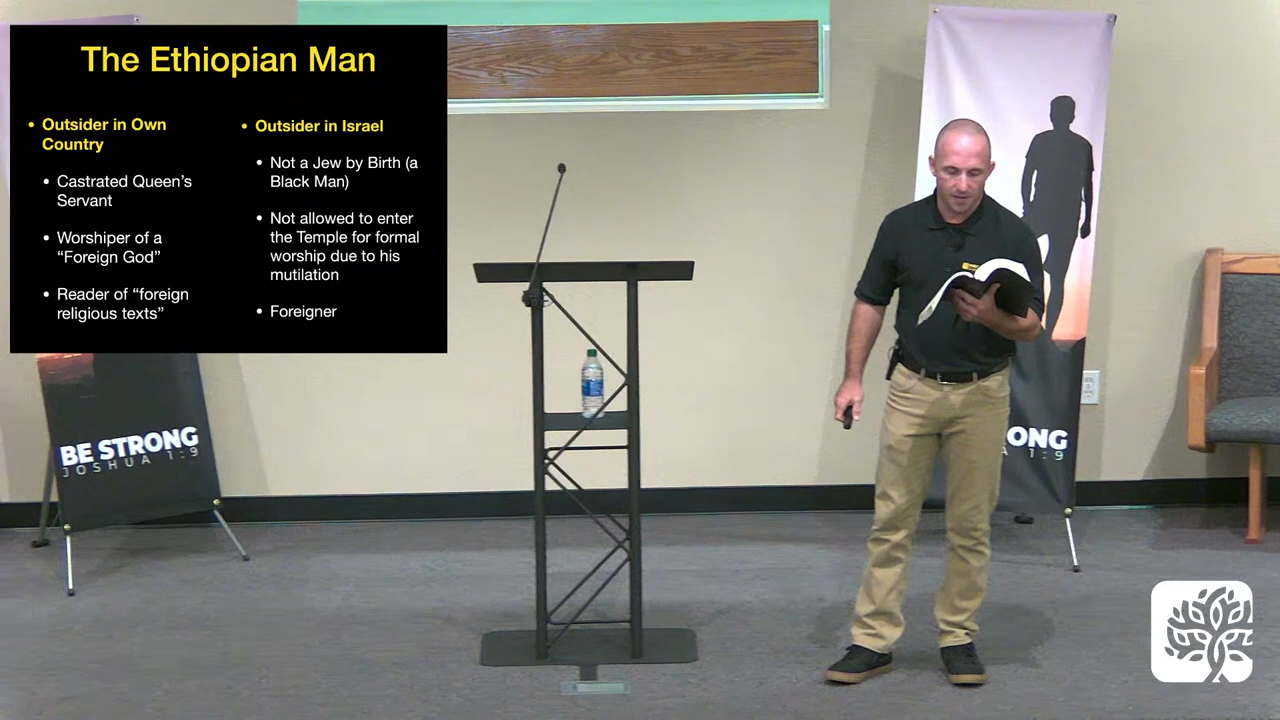 The Ethiopian Man
• Outsider in Own
Country
• Castrated Queen's
Servant
• Worshiper of a
“Foreign God”
• Reader of “foreign
religious texts”
• Outsider in Israel
• Not a Jew by Birth (a
Black Man)
• Not allowed to enter
the Temple for formal
worship due to his
mutilation
• Foreigner
BE STRONG
JOSHUA 1:9
ONG
A 1:9